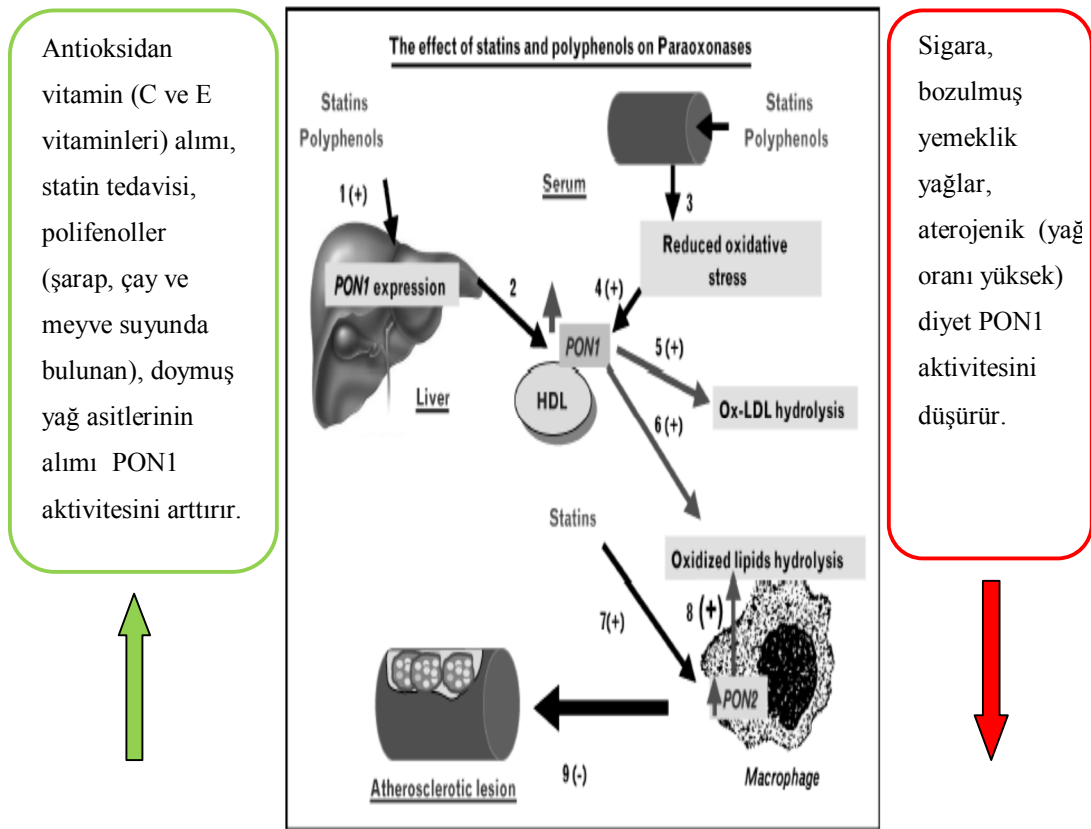 Antioksidan
vitamin (C ve E
vitaminleri) alımı,
statin tedavisi,
polifenoller
(şarap, çay ve
meyve suyunda
bulunan), doymuş
yağ asitlerinin
alımı PON1
aktivitesini arttırır.
The effect of statins and polyphenols on Paraoxonases
Statins
Polyphenols
1 (+)
Serum
Statins
Polyphenols
3
Reduced oxidative
stress
PON1 expression
2
4 (+)
PON1
5 (+)
HDL
Liver
Ox-LDL hydrolysis
6 (+)
Statins
Oxidized lipids hydrolysis
7(+)
8 (+)
PON2
9 (-)
Macrophage
Atherosclerotic lesion
Sigara,
bozulmuş
yemeklik
yağlar,
aterojenik (yağ
oranı yüksek)
diyet PON1
aktivitesini
düşürür.